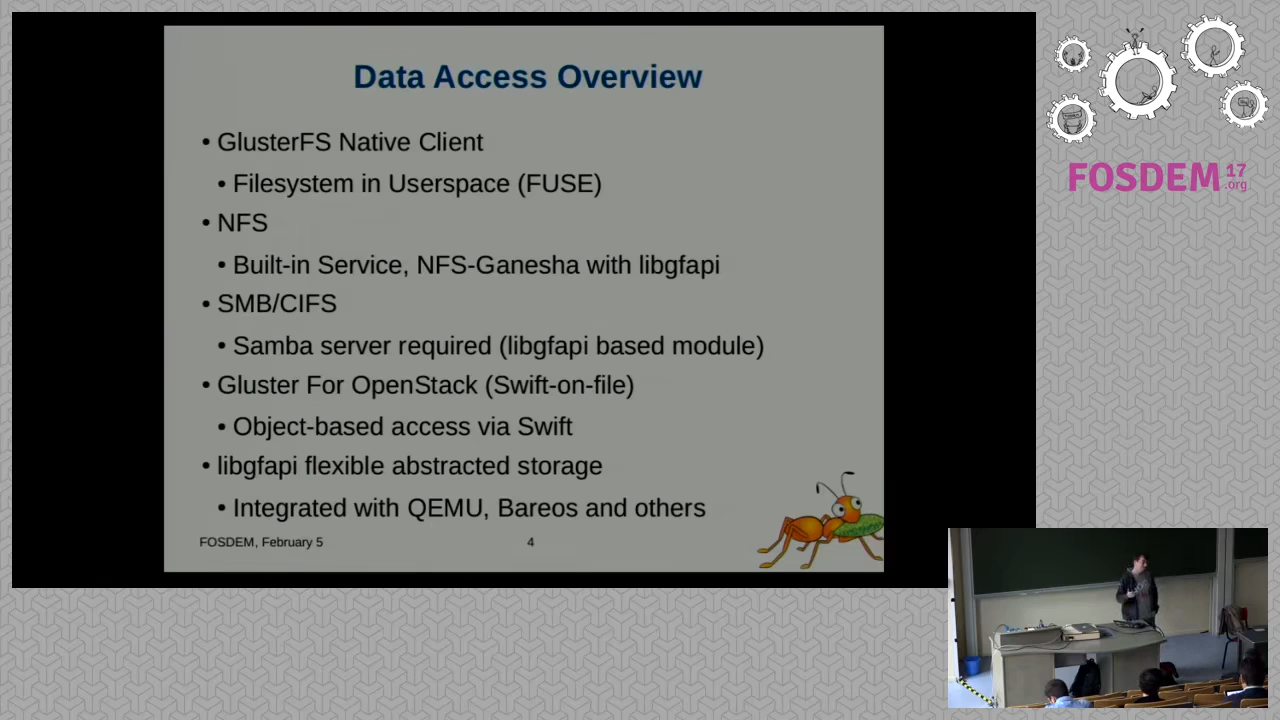 Data Access Overview
• GlusterFS Native Client
• Filesystem in Userspace (FUSE)
• NFS
• Built-in Service, NFS-Ganesha with libgfapi
• SMB/CIFS
• Samba server required (libgfapi based module)
• Gluster For OpenStack (Swift-on-file)
• Object-based access via Swift
• libgfapi flexible abstracted storage
• Integrated with QEMU, Bareos and others
FOSDEM, February 5
4
FOSDEM 17
.org